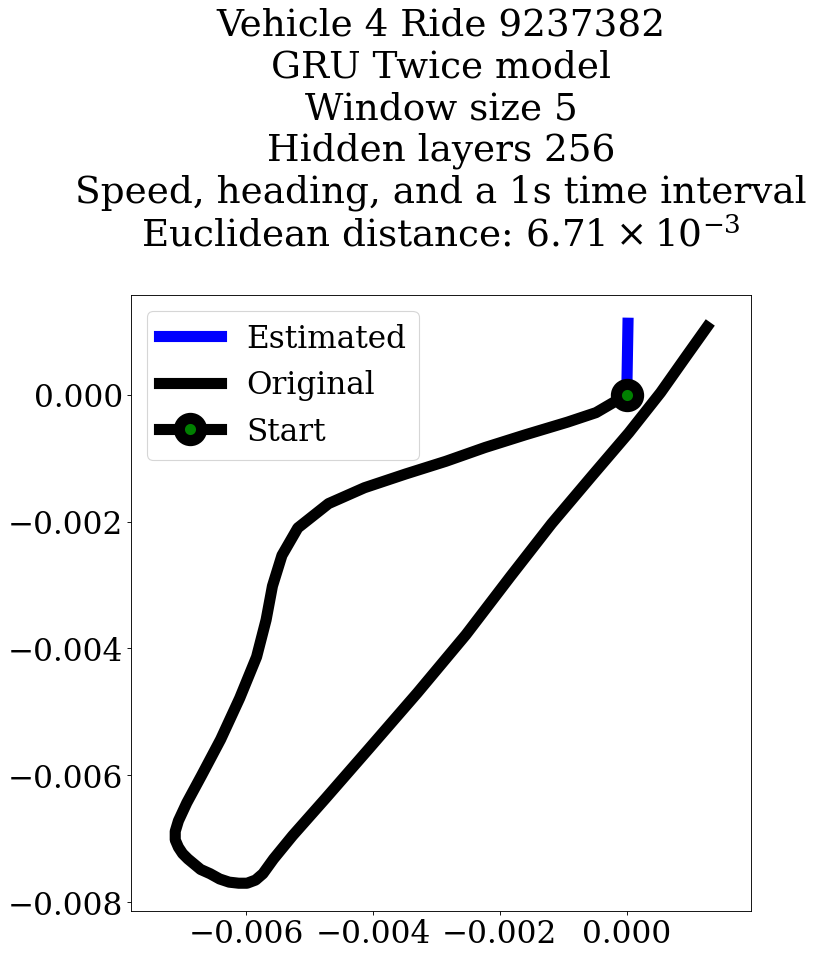 Vehicle 4 Ride 9237382
GRU Twice model
Window size 5
Hidden layers 256
Speed, heading, and a 1s time interval
Euclidean distance: 6.71 × 10⁻³
Estimated
Original
Start
0.000
−0.002
−0.004
−0.006
−0.008
−0.006 −0.004 −0.002 0.000